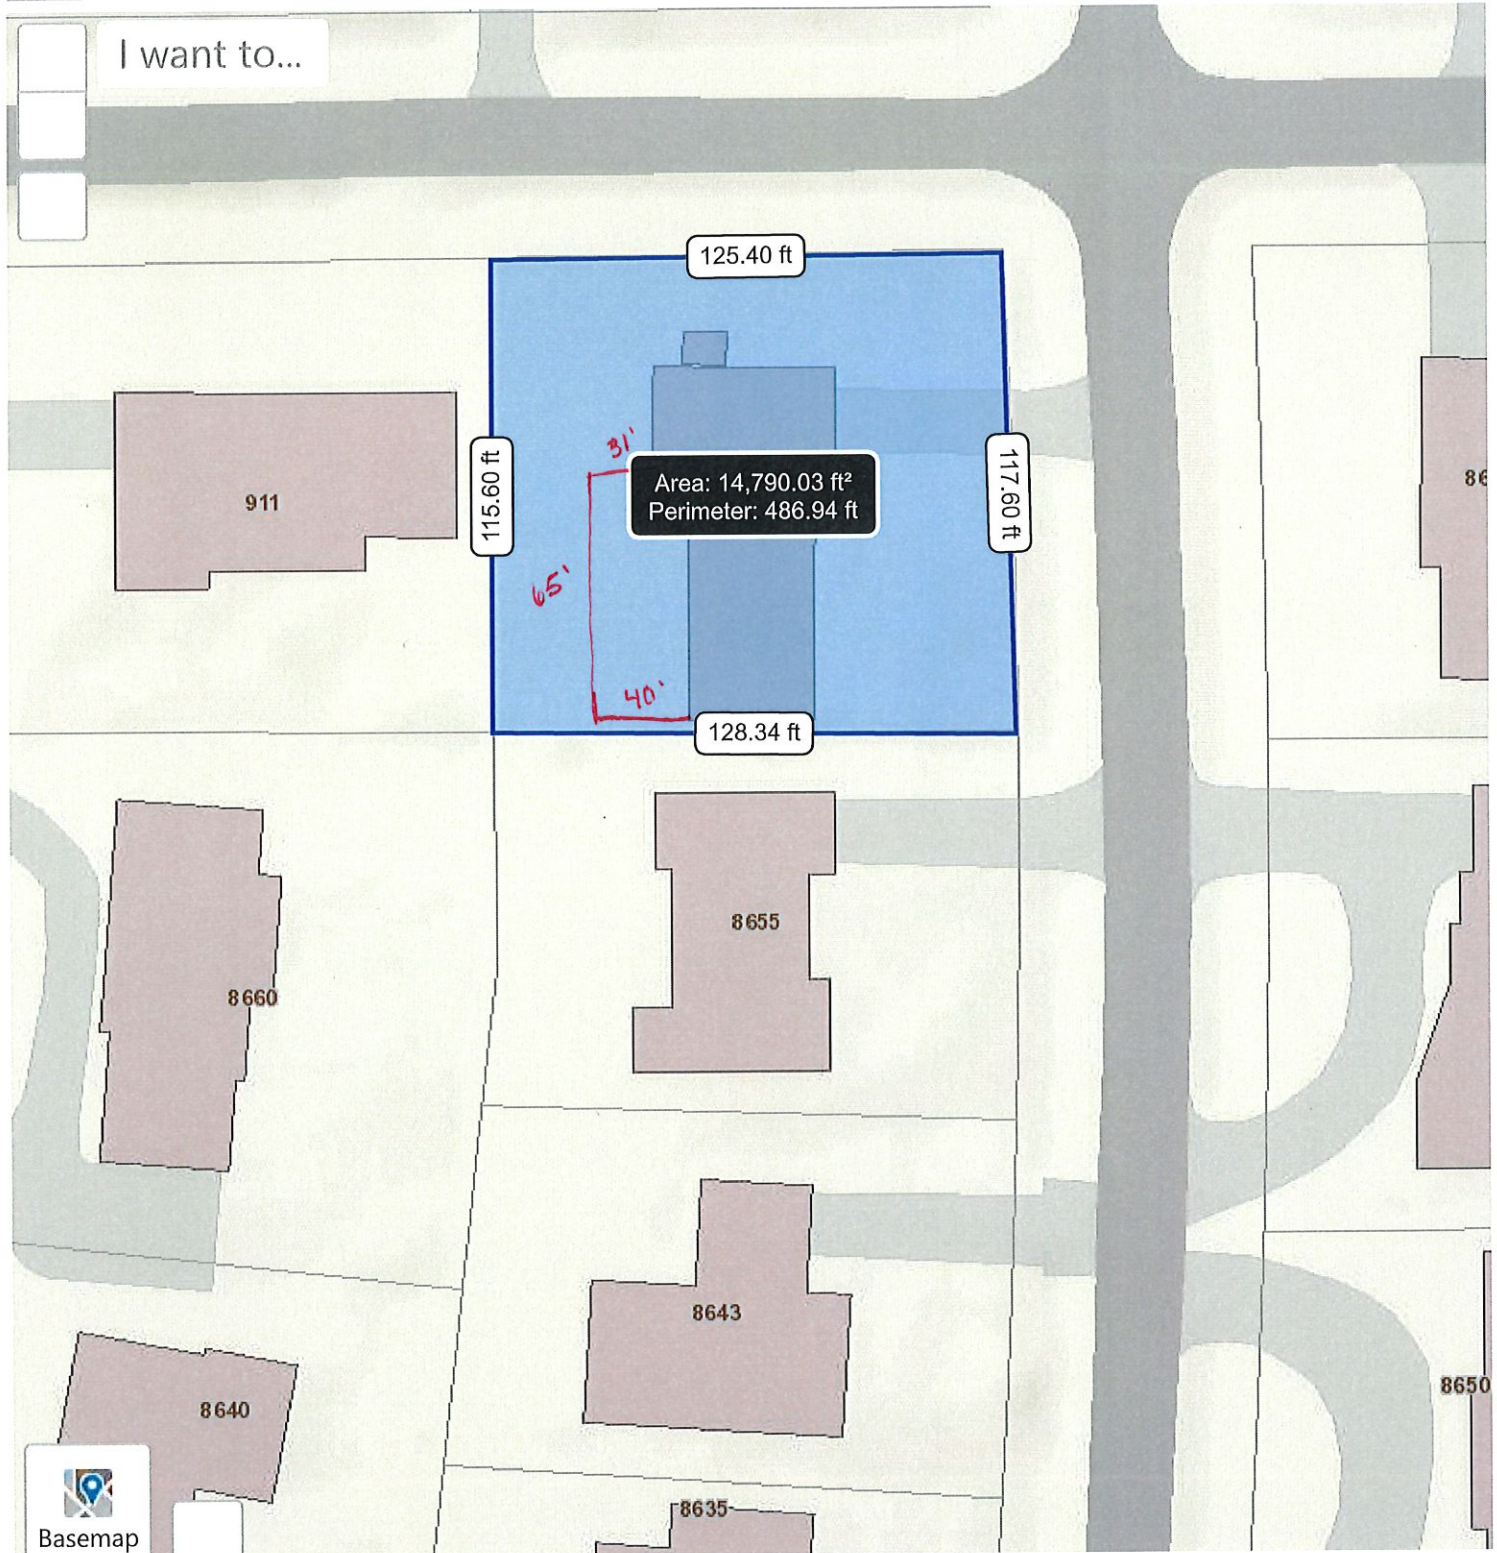 I want to...
125.40 ft
31'
115.60 ft
Area: 14,790.03 ft²
Perimeter: 486.94 ft
117.60 ft
86
911
65'
40'
128.34 ft
8655
8660
8643
8650
8640
8635
Basemap